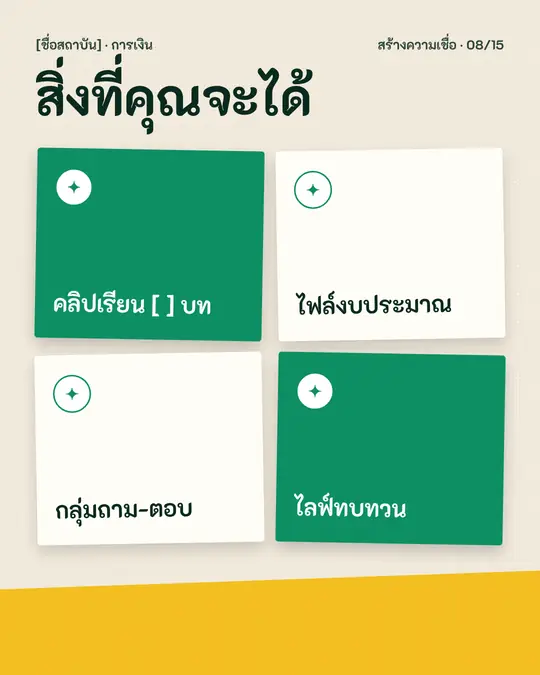 [ชื่อสถาบัน] · การเงิน
สร้างความเชื่อ · 08/15
สิ่งที่คุณจะได้
คลิปเรียน [ ] บท
ไฟล์งบประมาณ
กลุ่มถาม-ตอบ
ไลฟ์ทบทวน